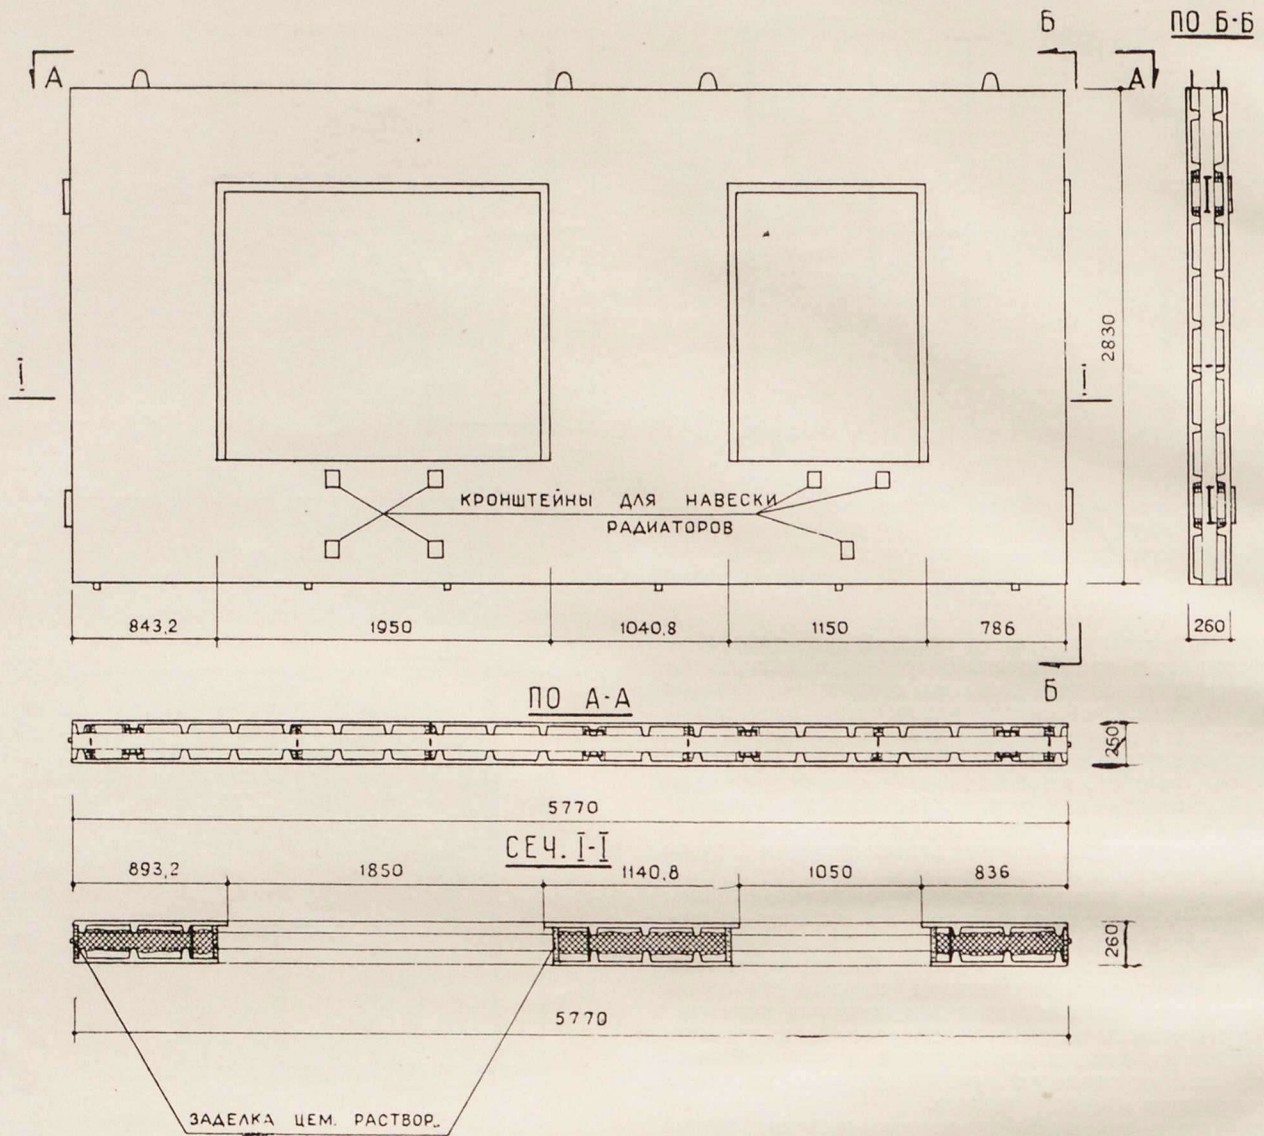 Б
ПО Б-Б
А
А
2830
I
I
КРОНШТЕЙНЫ ДЛЯ НАВЕСКИ
РАДИАТОРОВ
843,2 1950 1040,8 1150 786 260
Б
ПО А-А
260
5770
СЕЧ. I-I
893,2 1850 1140,8 1050 836
260
5770
ЗАДЕЛКА ЦЕМ. РАСТВОР.